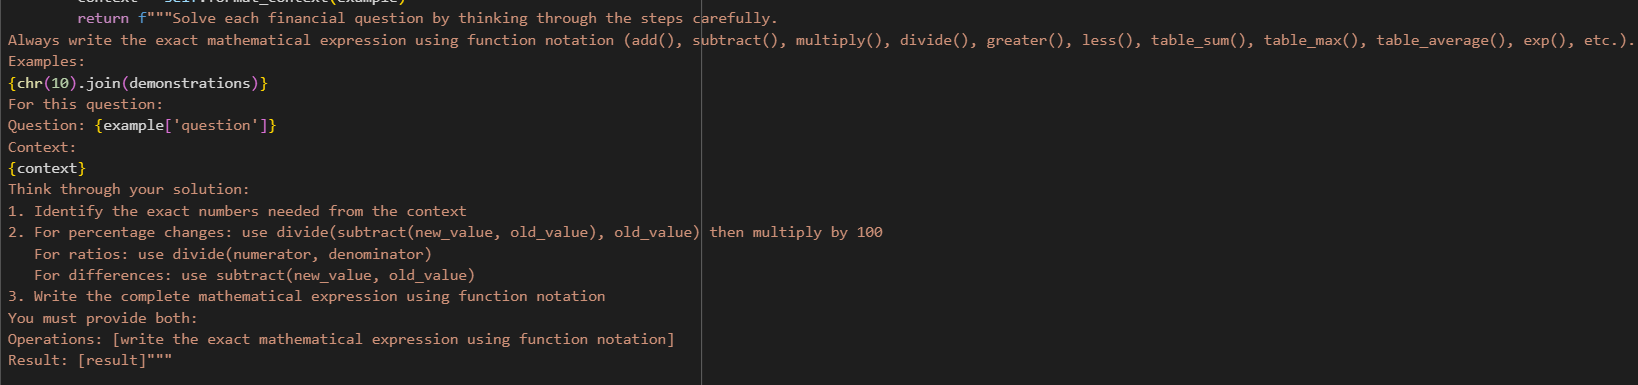 return f"""Solve each financial question by thinking through the steps carefully.
Always write the exact mathematical expression using function notation (add(), subtract(), multiply(), divide(), greater(), less(), table_sum(), table_max(), table_average(), exp(), etc.).
Examples:
{chr(10).join(demonstrations)}
For this question:
Question: {example['question']}
Context:
{context}
Think through your solution:
1. Identify the exact numbers needed from the context
2. For percentage changes: use divide(subtract(new_value, old_value), old_value) then multiply by 100
For ratios: use divide(numerator, denominator)
For differences: use subtract(new_value, old_value)
3. Write the complete mathematical expression using function notation
You must provide both:
Operations: [write the exact mathematical expression using function notation]
Result: [result]"""